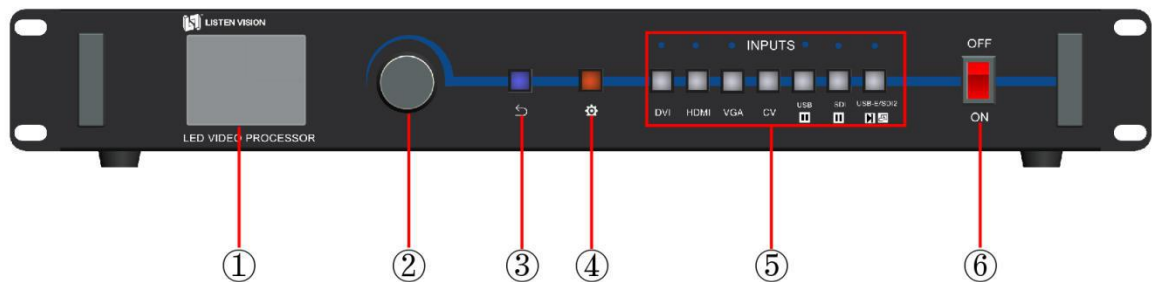 LISTEN VISION
INPUTS
OFF
DVI
HDMI
VGA
CV
USB
SDI
USB-E/SDI2
ON
LED VIDEO PROCESSOR
①
②
③
④
⑤
⑥